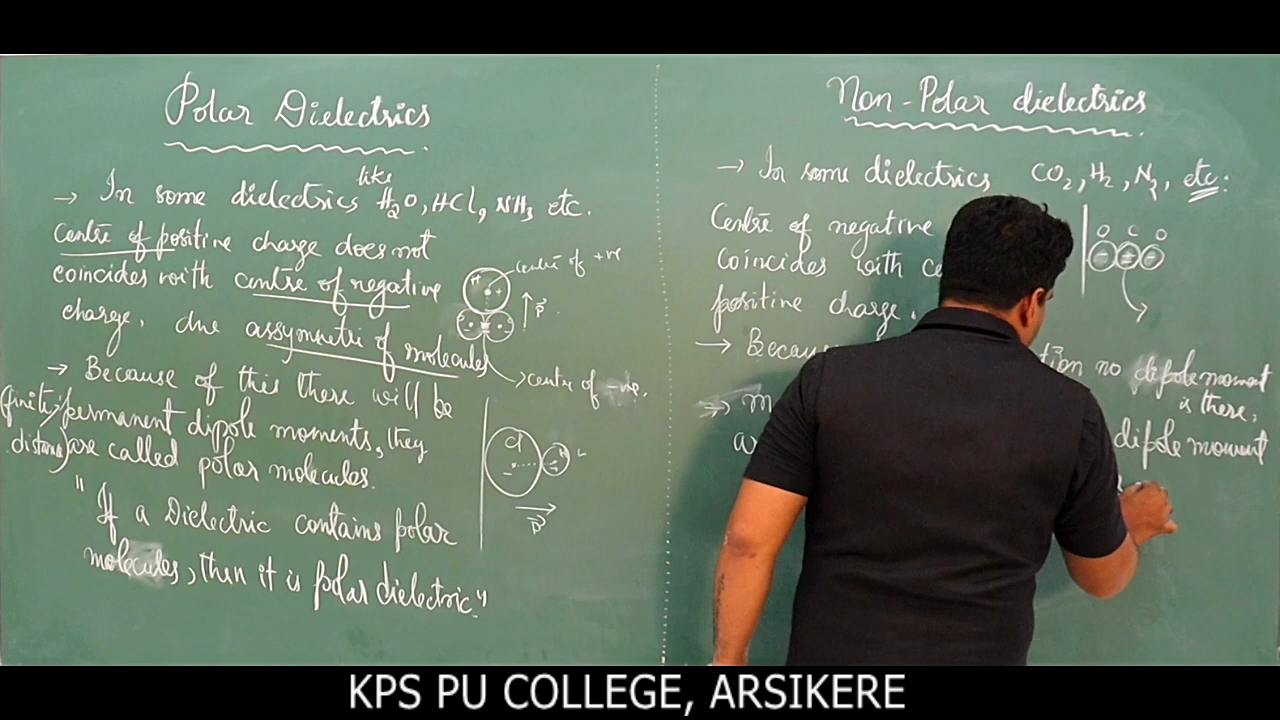 Polar Dielectrics
→ In some dielectrics like H₂O, HCl, NH₃ etc.
Centre of positive charge does not
coincides with centre of negative
charge, due assymetri of molecules
→ Because of this there will be
(finite permanent dipole moments, they
distance) are called polar molecules.
"If a Dielectric contains polar
molecules, then it is polar dielectric"
H
+
centre of +ve
P
- -
centre of -ve.
Cl
-
H
+
P
Non-Polar dielectrics
→ In some dielectrics CO₂, H₂, N₂, etc:
Centre of negative
coincides with
positive charge.
O C O
- ± -
→ no dipole moment
is there,
dipole moment
KPS PU COLLEGE, ARSIKERE